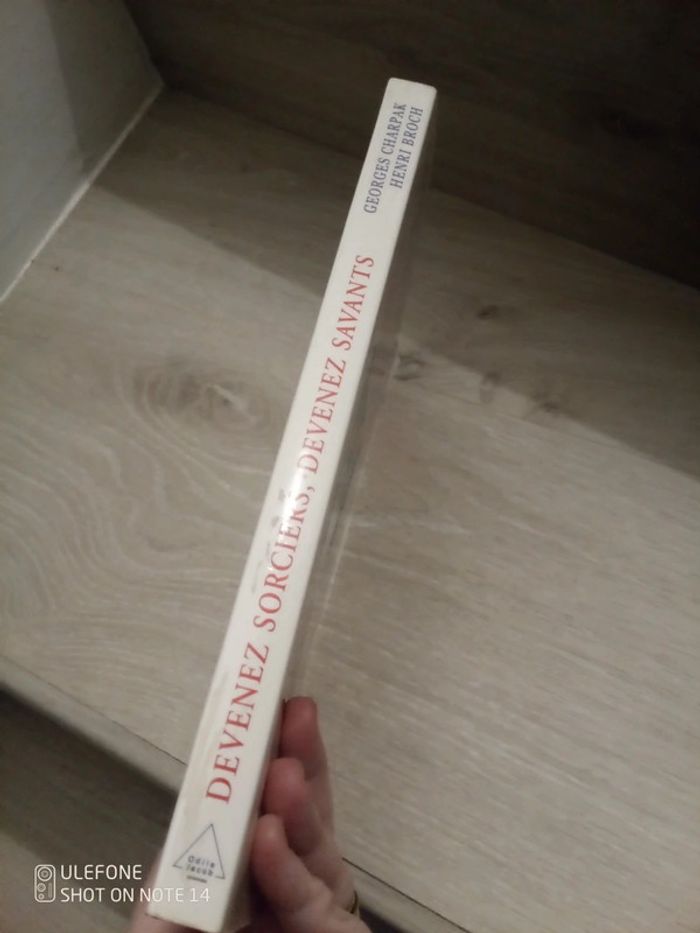 GEORGES CHARPAK
HENRI BROCH
DEVENEZ SORCIERS, DEVENEZ SAVANTS
Odile
Jacob
ULEFONE
SHOT ON NOTE 14